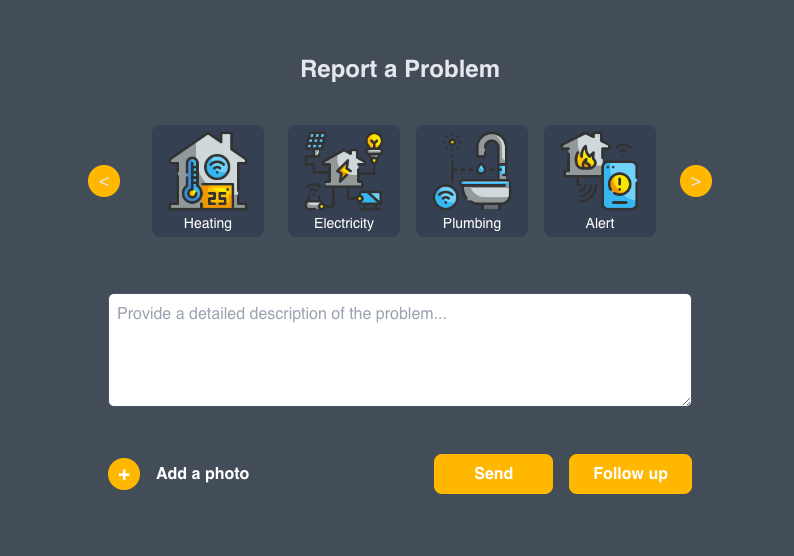 Report a Problem
<
25
>
Heating
Electricity
Plumbing
Alert
Provide a detailed description of the problem...
+ Add a photo
Send
Follow up